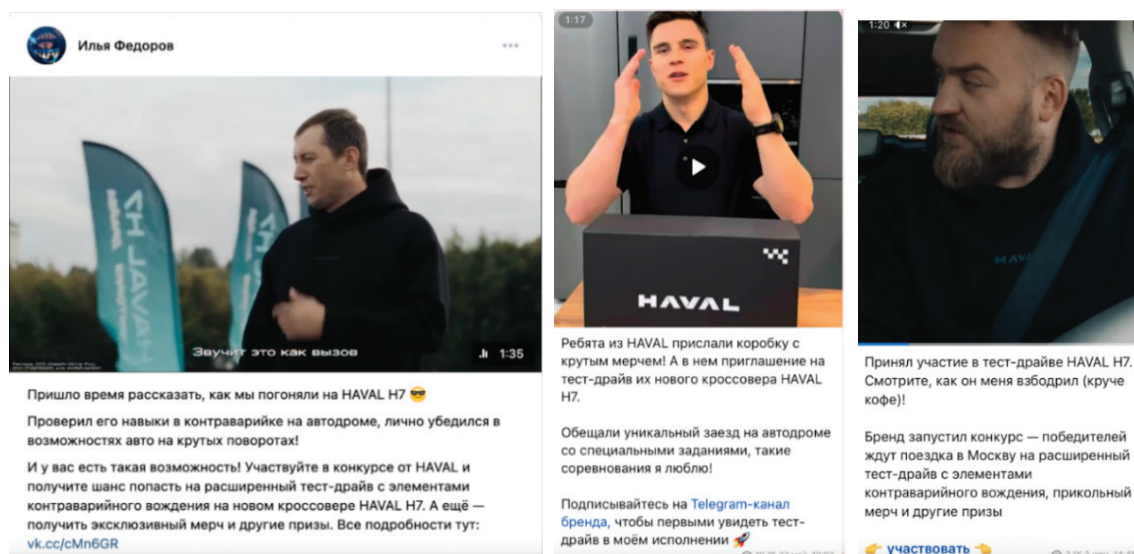 Илья Федоров
HAVAL H7
HAVAL H7
Звучит это как вызов
1:35
Пришло время рассказать, как мы погоняли на HAVAL H7 😎
Проверил его навыки в контраварийке на автодроме, лично убедился в
возможностях авто на крутых поворотах!
И у вас есть такая возможность! Участвуйте в конкурсе от HAVAL и
получите шанс попасть на расширенный тест-драйв с элементами
контраварийного вождения на новом кроссовере HAVAL H7. А ещё —
получить эксклюзивный мерч и другие призы. Все подробности тут:
vk.cc/cMn6GR
1:17
HAVAL
Ребята из HAVAL прислали коробку с
крутым мерчем! А в нем приглашение на
тест-драйв их нового кроссовера HAVAL
H7.
Обещали уникальный заезд на автодроме
со специальными заданиями, такие
соревнования я люблю!
Подписывайтесь на Telegram-канал
бренда, чтобы первыми увидеть тест-
драйв в моём исполнении 🚀
1:20
HAVAL
Принял участие в тест-драйве HAVAL H7.
Смотрите, как он меня взбодрил (круче
кофе)!
Бренд запустил конкурс — победителей
ждут поездка в Москву на расширенный
тест-драйв с элементами
контраварийного вождения, прикольный
мерч и другие призы
👉 участвовать 👈